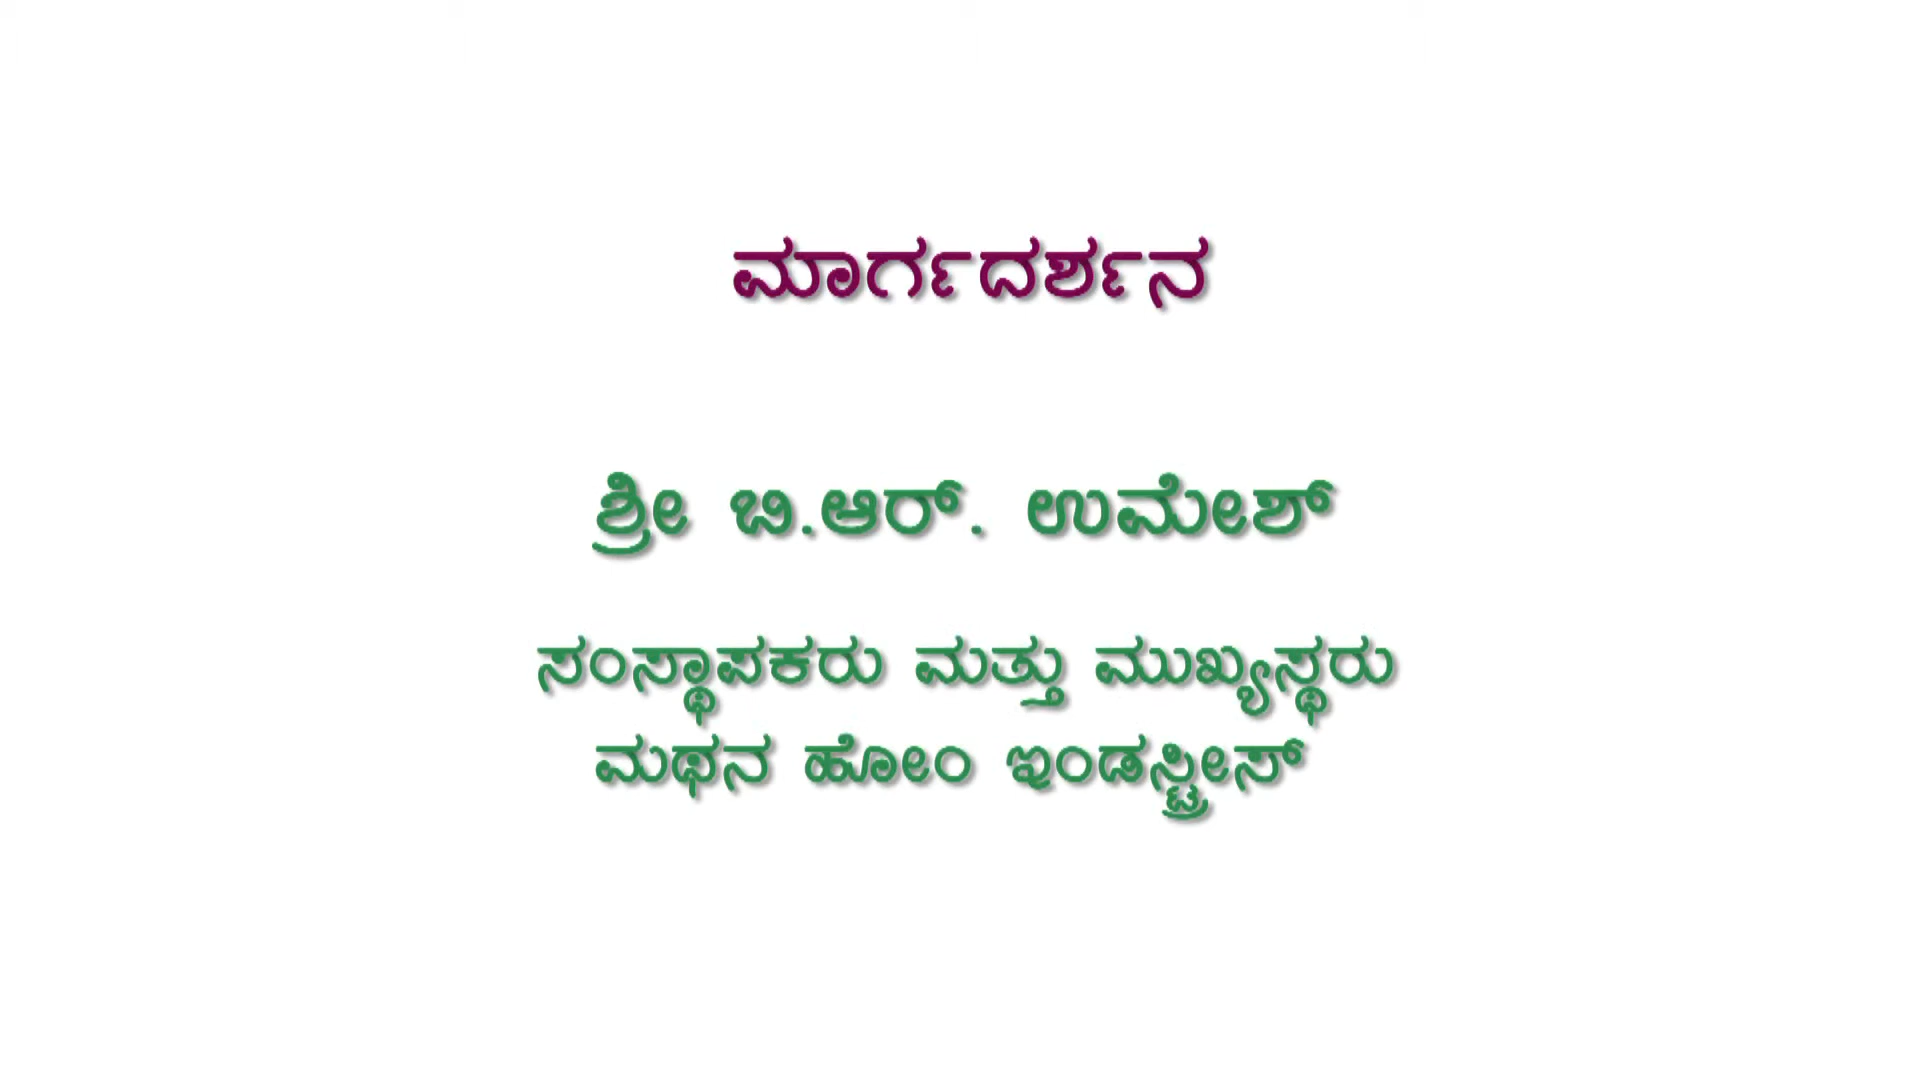 ಮಾರ್ಗದರ್ಶನ
ಶ್ರೀ ಬಿ.ಆರ್. ಉಮೇಶ್
ಸಂಸ್ಥಾಪಕರು ಮತ್ತು ಮುಖ್ಯಸ್ಥರು
ಮಥನ ಹೋಂ ಇಂಡಸ್ಟ್ರೀಸ್